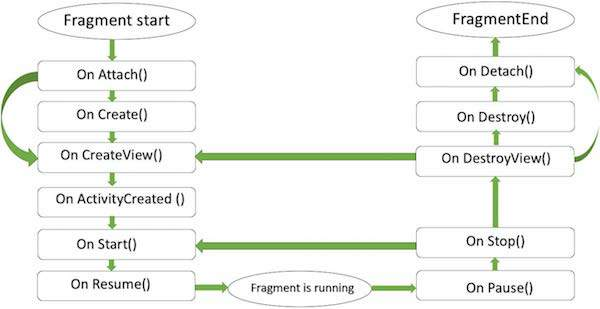 Fragment start
On Attach()
On Create()
On CreateView()
On ActivityCreated ()
On Start()
On Resume()
Fragment is running
On Pause()
On Stop()
On DestroyView()
On Destroy()
On Detach()
FragmentEnd